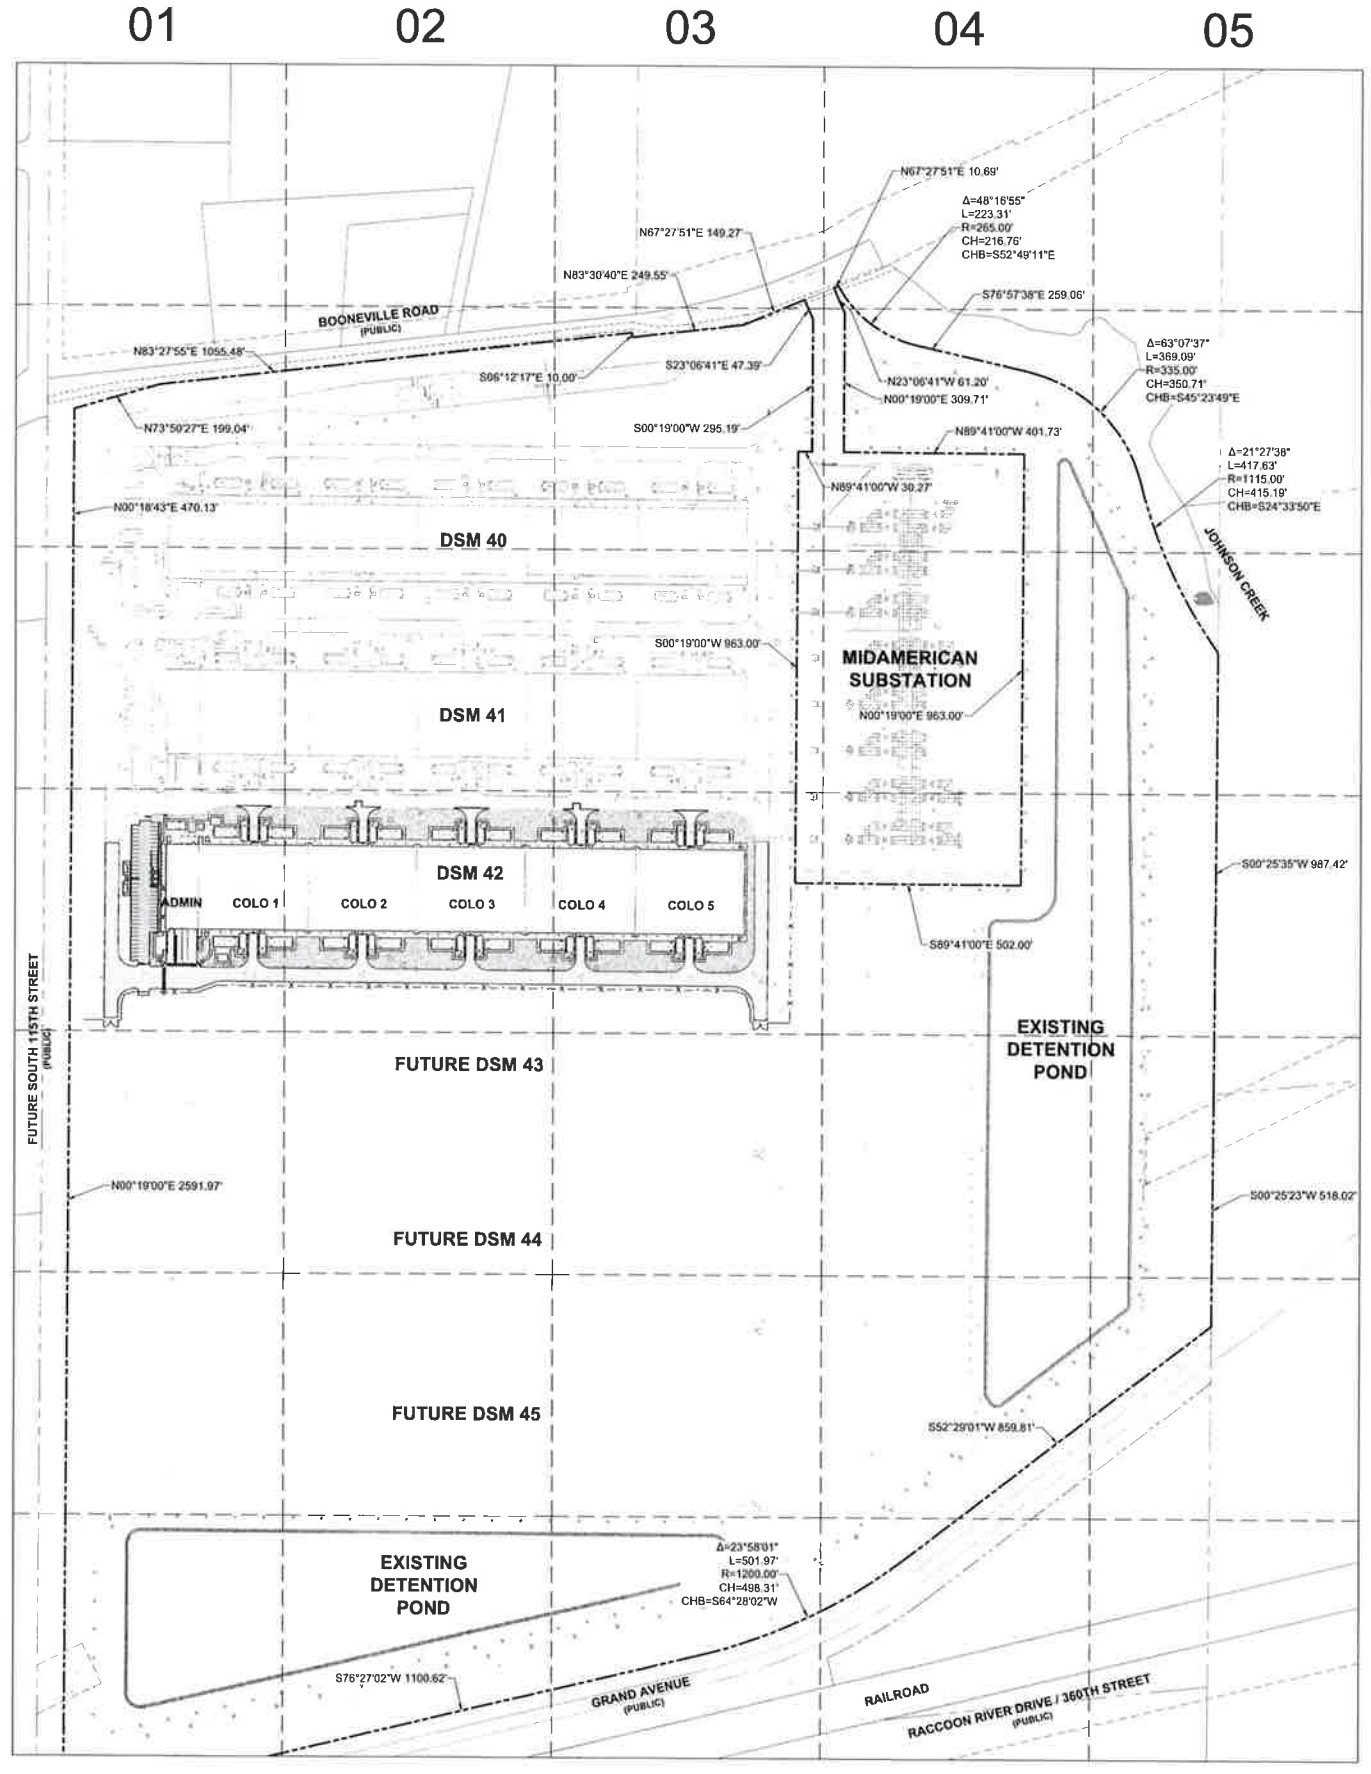 01 02 03 04 05
N67°27'51"E 10.69'
Δ=48°16'55"
L=223.31'
R=265.00'
CH=216.76'
CHB=S52°49'11"E
N67°27'51"E 149.27'
N83°30'40"E 249.55'
S76°57'38"E 259.06'
BOONEVILLE ROAD
(PUBLIC)
N83°27'55"E 1055.48'
S06°12'17"E 10.00'
S23°06'41"E 47.39'
N23°06'41"W 61.20'
N00°19'00"E 309.71'
Δ=63°07'37"
L=369.09'
R=335.00'
CH=350.71'
CHB=S45°23'49"E
N73°50'27"E 199.04'
S00°19'00"W 295.19'
N89°41'00"W 401.73'
Δ=21°27'38"
L=417.63'
R=1115.00'
CH=415.19'
CHB=S24°33'50"E
N89°41'00"W 30.27'
N00°18'43"E 470.13'
DSM 40
JOHNSON CREEK
S00°19'00"W 963.00'
MIDAMERICAN
SUBSTATION
N00°19'00"E 963.00'
DSM 41
DSM 42
ADMIN
COLO 1
COLO 2
COLO 3
COLO 4
COLO 5
S00°25'35"W 987.42'
S89°41'00"E 502.00'
FUTURE SOUTH 115TH STREET
(PUBLIC)
EXISTING
DETENTION
POND
FUTURE DSM 43
N00°19'00"E 2591.97'
S00°25'23"W 518.02'
FUTURE DSM 44
FUTURE DSM 45
S52°29'01"W 859.81'
EXISTING
DETENTION
POND
Δ=23°58'01"
L=501.97'
R=1200.00'
CH=498.31'
CHB=S64°28'02"W
S76°27'02"W 1100.62'
GRAND AVENUE
(PUBLIC)
RAILROAD
RACCOON RIVER DRIVE / 360TH STREET
(PUBLIC)